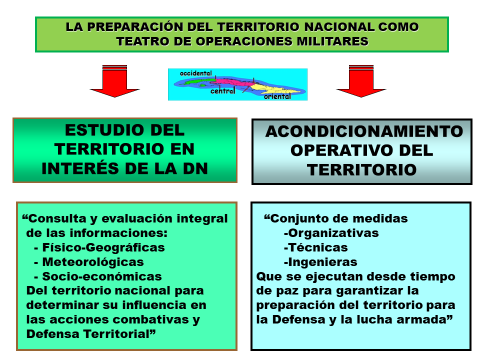 LA PREPARACIÓN DEL TERRITORIO NACIONAL COMO
TEATRO DE OPERACIONES MILITARES
occidental
central
oriental
ESTUDIO DEL
TERRITORIO EN
INTERÉS DE LA DN
ACONDICIONAMIENTO
OPERATIVO DEL
TERRITORIO
“Consulta y evaluación integral
de las informaciones:
- Físico-Geográficas
- Meteorológicas
- Socio-económicas
Del territorio nacional para
determinar su influencia en
las acciones combativas y
Defensa Territorial”
“Conjunto de medidas
-Organizativas
-Técnicas
-Ingenieras
Que se ejecutan desde tiempo
de paz para garantizar la
preparación del territorio para
la Defensa y la lucha armada”